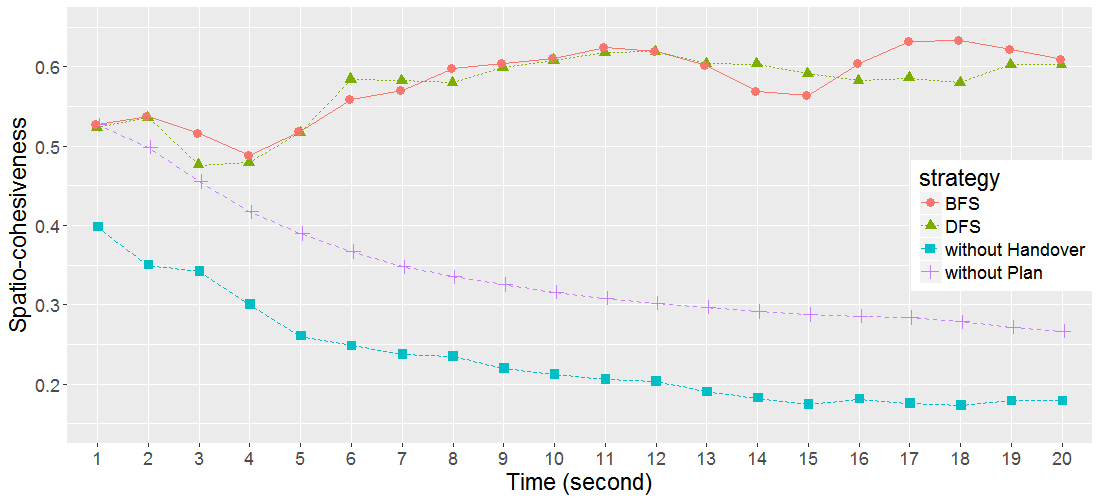 Spatio-cohesiveness
0.6
0.5
0.4
0.3
0.2
strategy
BFS
DFS
without Handover
without Plan
1 2 3 4 5 6 7 8 9 10 11 12 13 14 15 16 17 18 19 20
Time (second)